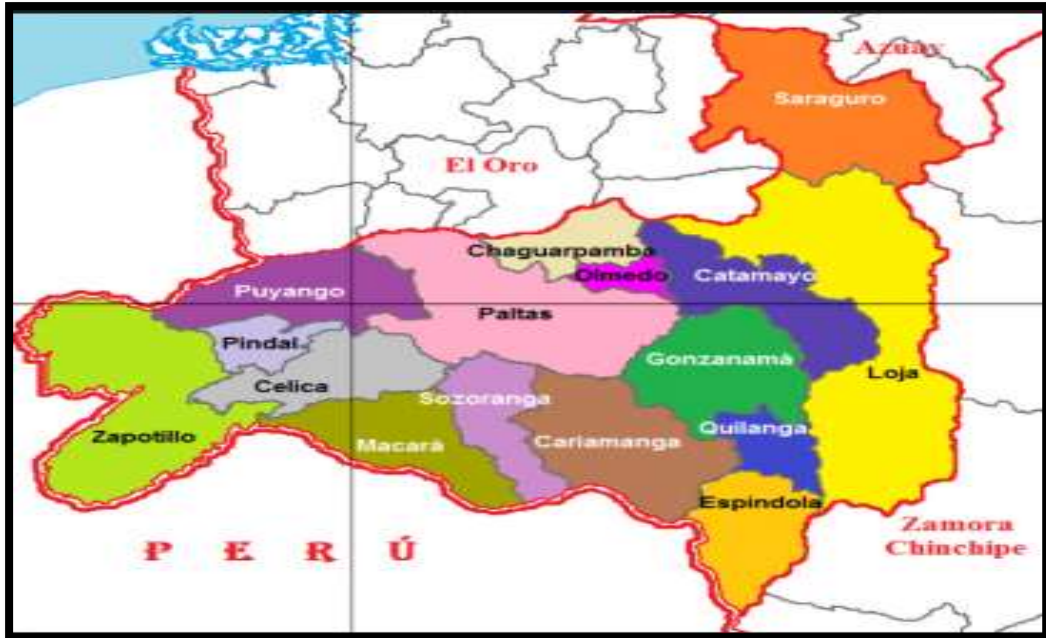 Azuay
Saraguro
El Oro
Chaguarpamba
Olmedo
Catamayo
Puyango
Paltas
Pindal
Gonzanamá
Loja
Celica
Sozoranga
Zapotillo
Macará
Cariamanga
Quilanga
Espindola
Zamora
Chinchipe
P E R Ú